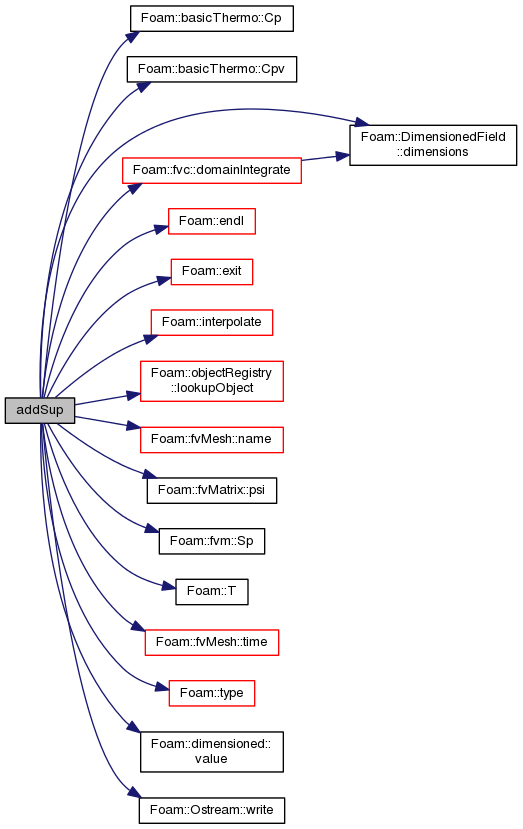 Foam::basicThermo::Cp
Foam::basicThermo::Cpv
Foam::DimensionedField
::dimensions
Foam::fvc::domainIntegrate
Foam::endl
Foam::exit
Foam::interpolate
Foam::objectRegistry
::lookupObject
addSup
Foam::fvMesh::name
Foam::fvMatrix::psi
Foam::fvm::Sp
Foam::T
Foam::fvMesh::time
Foam::type
Foam::dimensioned::
value
Foam::Ostream::write